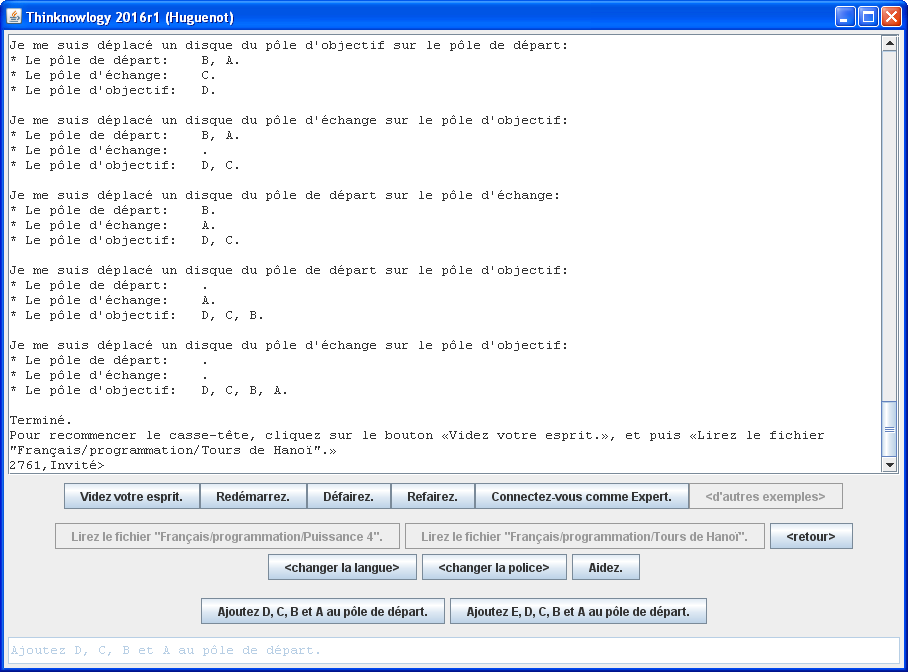 Thinknowlogy 2016r1 (Huguenot)
Je me suis déplacé un disque du pôle d'objectif sur le pôle de départ:
* Le pôle de départ: B, A.
* Le pôle d'échange: C.
* Le pôle d'objectif: D.
Je me suis déplacé un disque du pôle d'échange sur le pôle d'objectif:
* Le pôle de départ: B, A.
* Le pôle d'échange: .
* Le pôle d'objectif: D, C.
Je me suis déplacé un disque du pôle de départ sur le pôle d'échange:
* Le pôle de départ: B.
* Le pôle d'échange: A.
* Le pôle d'objectif: D, C.
Je me suis déplacé un disque du pôle de départ sur le pôle d'objectif:
* Le pôle de départ: .
* Le pôle d'échange: A.
* Le pôle d'objectif: D, C, B.
Je me suis déplacé un disque du pôle d'échange sur le pôle d'objectif:
* Le pôle de départ: .
* Le pôle d'échange: .
* Le pôle d'objectif: D, C, B, A.
Terminé.
Pour recommencer le casse-tête, cliquez sur le bouton «Videz votre esprit.», et puis «Lirez le fichier
"Français/programmation/Tours de Hanoï".»
2761,Invité>
Videz votre esprit. Redémarrez. Défairez. Refairez. Connectez-vous comme Expert. <d'autres exemples>
Lirez le fichier "Français/programmation/Puissance 4". Lirez le fichier "Français/programmation/Tours de Hanoï". <retour>
<changer la langue> <changer la police> Aidez.
Ajoutez D, C, B et A au pôle de départ. Ajoutez E, D, C, B et A au pôle de départ.
Ajoutez D, C, B et A au pôle de départ.